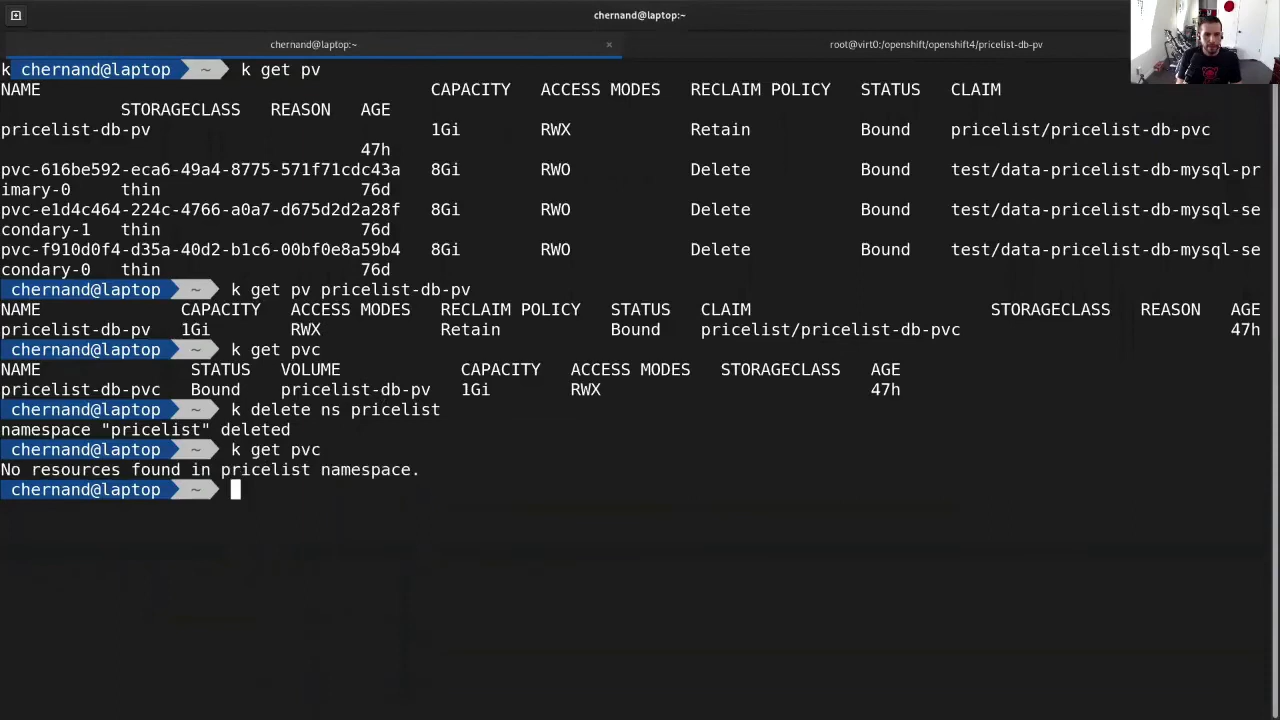 chernand@laptop:~
chernand@laptop:~ ×
root@virt0:/openshift/openshift4/pricelist-db-pv
k chernand@laptop ~ k get pv
NAME CAPACITY ACCESS MODES RECLAIM POLICY STATUS CLAIM
STORAGECLASS REASON AGE
pricelist-db-pv 1Gi RWX Retain Bound pricelist/pricelist-db-pvc
47h
pvc-616be592-eca6-49a4-8775-571f71cdc43a 8Gi RWO Delete Bound test/data-pricelist-db-mysql-pr
imary-0 thin 76d
pvc-e1d4c464-224c-4766-a0a7-d675d2d2a28f 8Gi RWO Delete Bound test/data-pricelist-db-mysql-se
condary-1 thin 76d
pvc-f910d0f4-d35a-40d2-b1c6-00bf0e8a59b4 8Gi RWO Delete Bound test/data-pricelist-db-mysql-se
condary-0 thin 76d
chernand@laptop ~ k get pv pricelist-db-pv
NAME CAPACITY ACCESS MODES RECLAIM POLICY STATUS CLAIM STORAGECLASS REASON AGE
pricelist-db-pv 1Gi RWX Retain Bound pricelist/pricelist-db-pvc 47h
chernand@laptop ~ k get pvc
NAME STATUS VOLUME CAPACITY ACCESS MODES STORAGECLASS AGE
pricelist-db-pvc Bound pricelist-db-pv 1Gi RWX 47h
chernand@laptop ~ k delete ns pricelist
namespace "pricelist" deleted
chernand@laptop ~ k get pvc
No resources found in pricelist namespace.
chernand@laptop ~